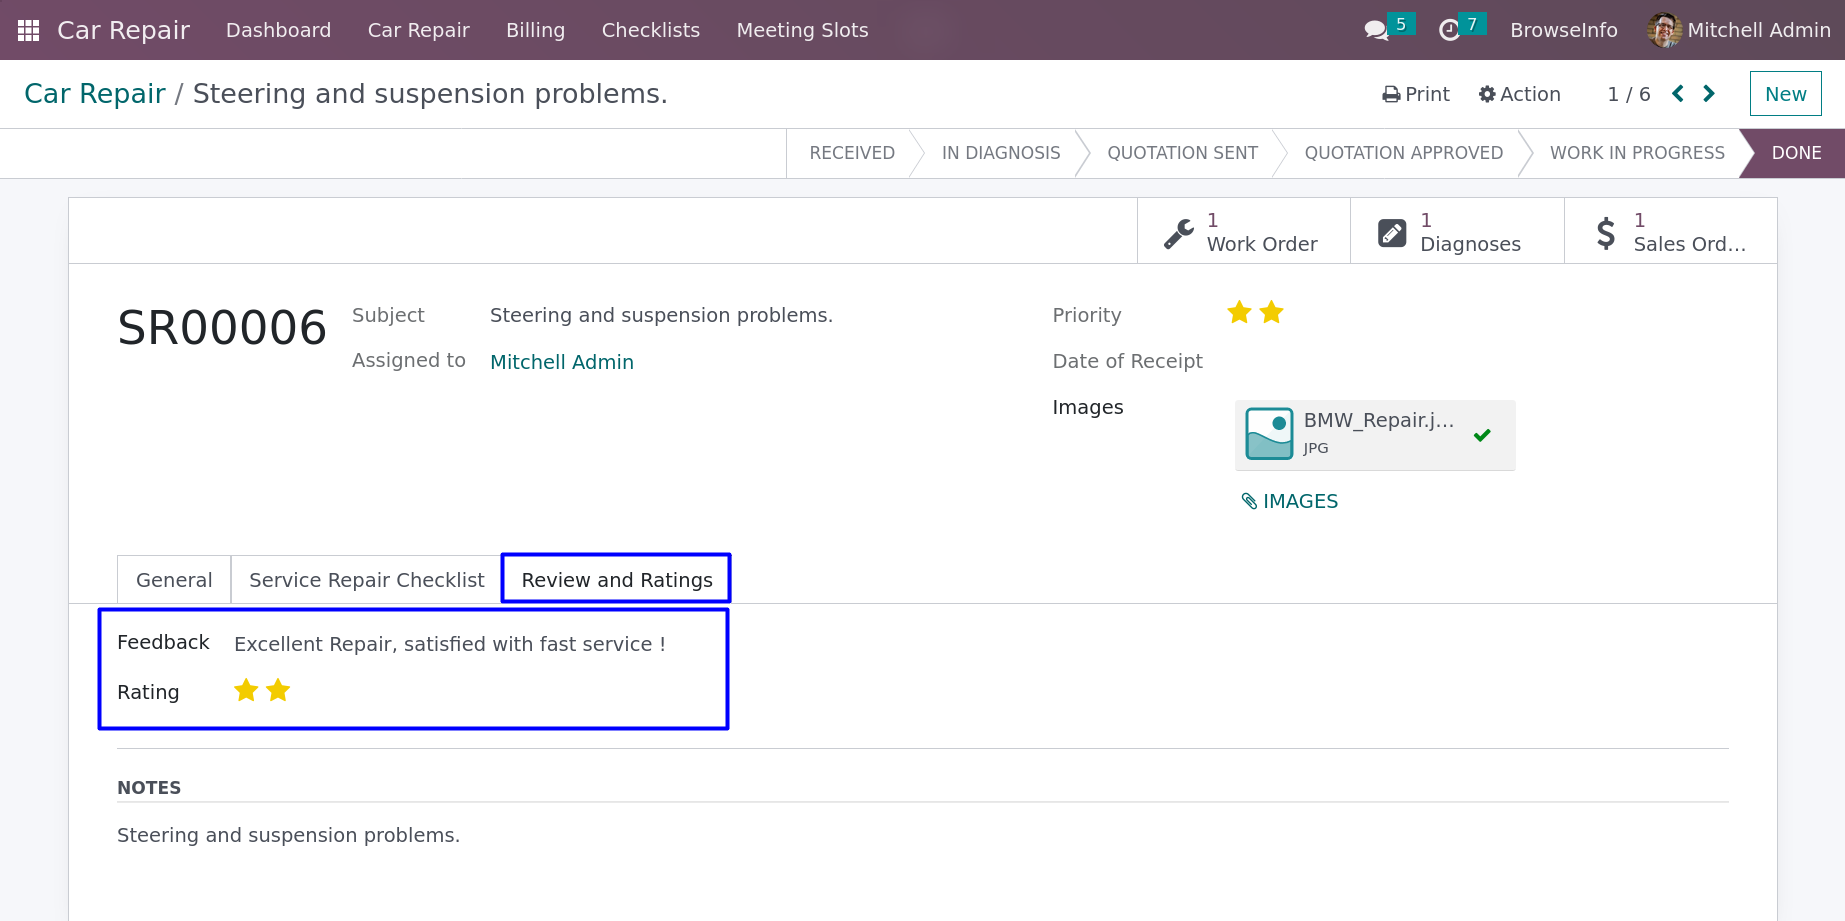 Car Repair Dashboard Car Repair Billing Checklists Meeting Slots 5 7 BrowseInfo Mitchell Admin
Car Repair / Steering and suspension problems. Print Action 1 / 6 New
RECEIVED IN DIAGNOSIS QUOTATION SENT QUOTATION APPROVED WORK IN PROGRESS DONE
1 Work Order
1 Diagnoses
1 Sales Ord...
SR00006
Subject Steering and suspension problems.
Assigned to Mitchell Admin
Priority
Date of Receipt
Images BMW_Repair.j...
JPG
IMAGES
General Service Repair Checklist Review and Ratings
Feedback Excellent Repair, satisfied with fast service !
Rating
NOTES
Steering and suspension problems.